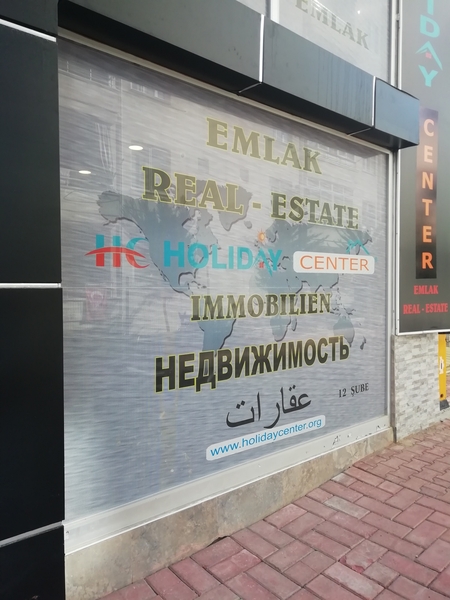 EMLAK
EMLAK
REAL - ESTATE
HC HOLIDAY CENTER
IMMOBILIEN
НЕДВИЖИМОСТЬ
عقارات
12 ŞUBE
www.holidaycenter.org
CENTER
EMLAK
REAL - ESTATE